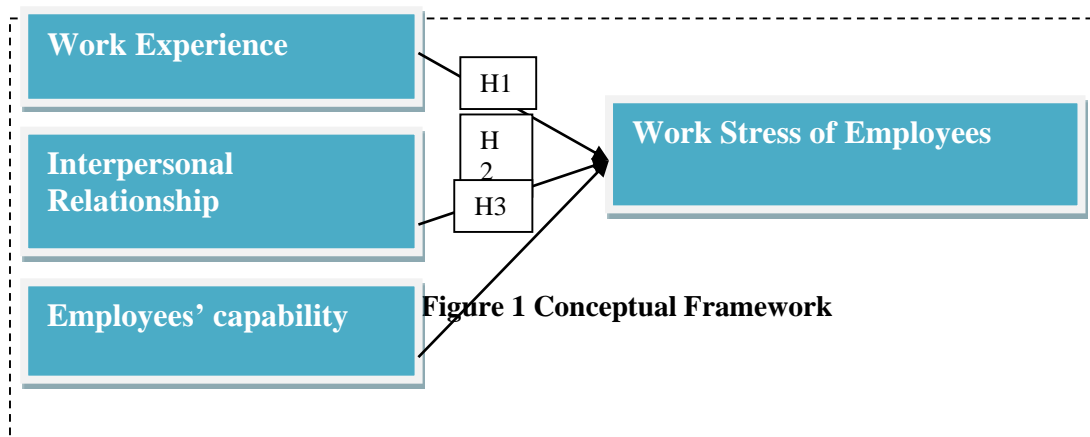 Work Experience
H1
Work Stress of Employees
H
2
Interpersonal
Relationship
H3
Employees’ capability
Figure 1 Conceptual Framework